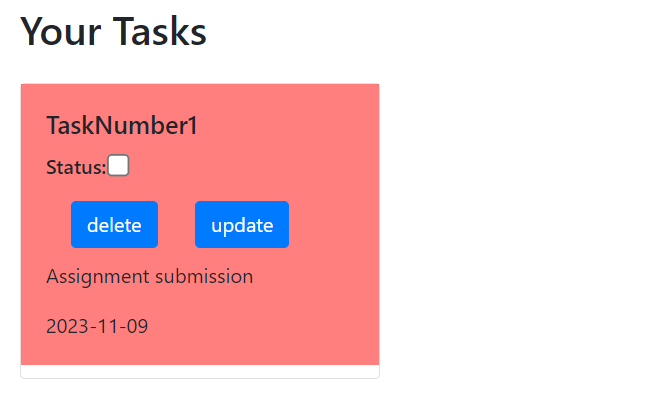 Your Tasks
TaskNumber1
Status:
delete update
Assignment submission
2023-11-09